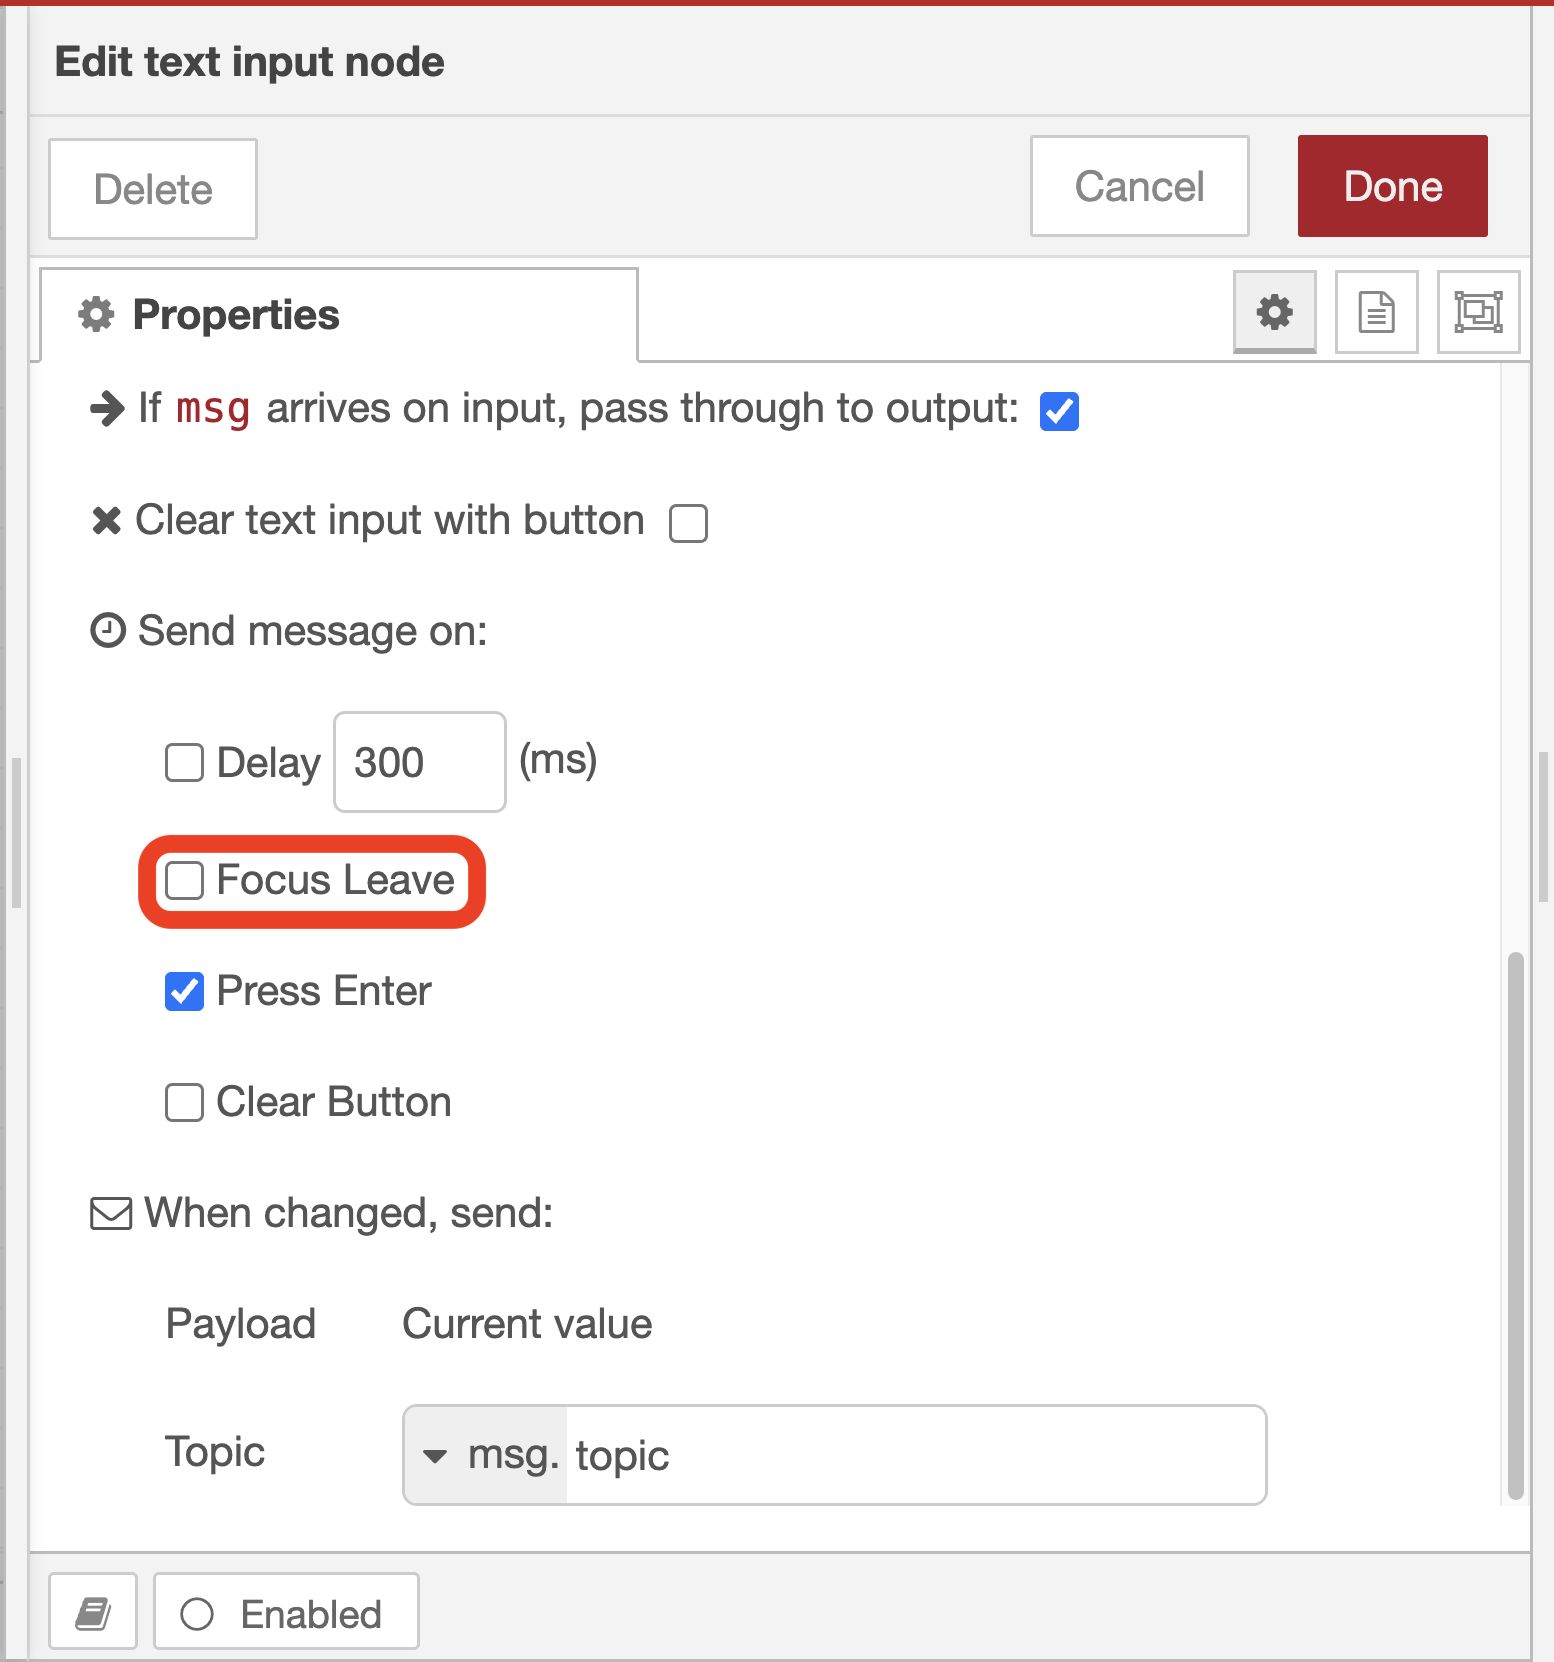 Edit text input node
Delete Cancel Done
Properties
If msg arrives on input, pass through to output:
Clear text input with button
Send message on:
Delay 300 (ms)
Focus Leave
Press Enter
Clear Button
When changed, send:
Payload Current value
Topic msg. topic
Enabled